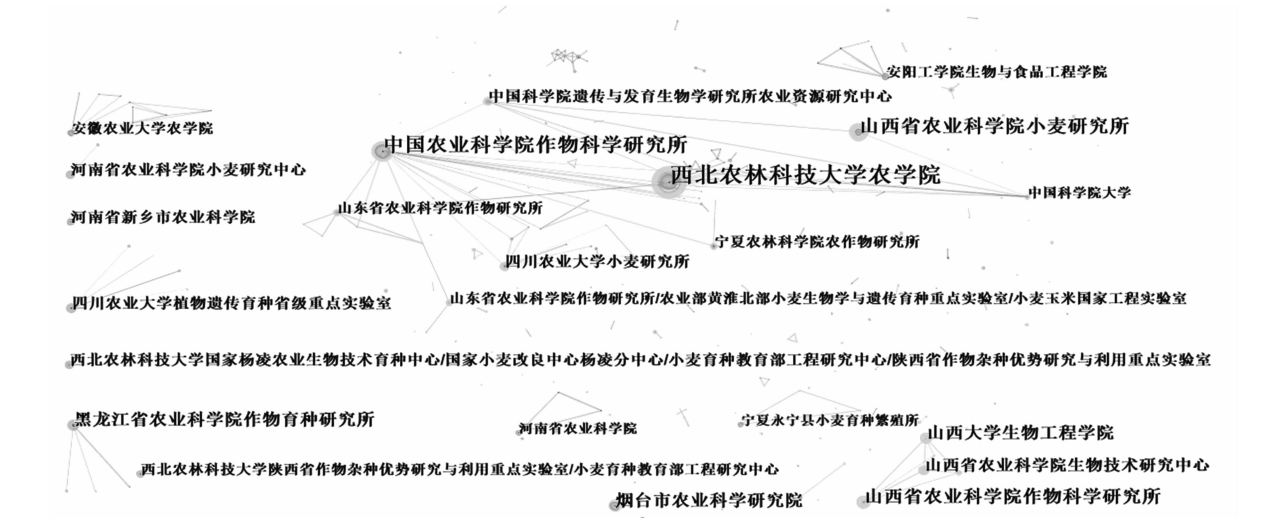 安阳工学院生物与食品工程学院
中国科学院遗传与发育生物学研究所农业资源研究中心
安徽农业大学农学院
山西省农业科学院小麦研究所
中国农业科学院作物科学研究所
河南省农业科学院小麦研究中心
西北农林科技大学农学院
中国科学院大学
山东省农业科学院作物研究所
河南省新乡市农业科学院
宁夏农林科学院农作物研究所
四川农业大学小麦研究所
四川农业大学植物遗传育种省级重点实验室
山东省农业科学院作物研究所/农业部黄淮北部小麦生物学与遗传育种重点实验室/小麦玉米国家工程实验室
西北农林科技大学国家杨凌农业生物技术育种中心/国家小麦改良中心杨凌分中心/小麦育种教育部工程研究中心/陕西省作物杂种优势研究与利用重点实验室
黑龙江省农业科学院作物育种研究所
河南省农业科学院
宁夏永宁县小麦育种繁殖所
山西大学生物工程学院
西北农林科技大学陕西省作物杂种优势研究与利用重点实验室/小麦育种教育部工程研究中心
山西省农业科学院生物技术研究中心
烟台市农业科学研究院
山西省农业科学院作物科学研究所